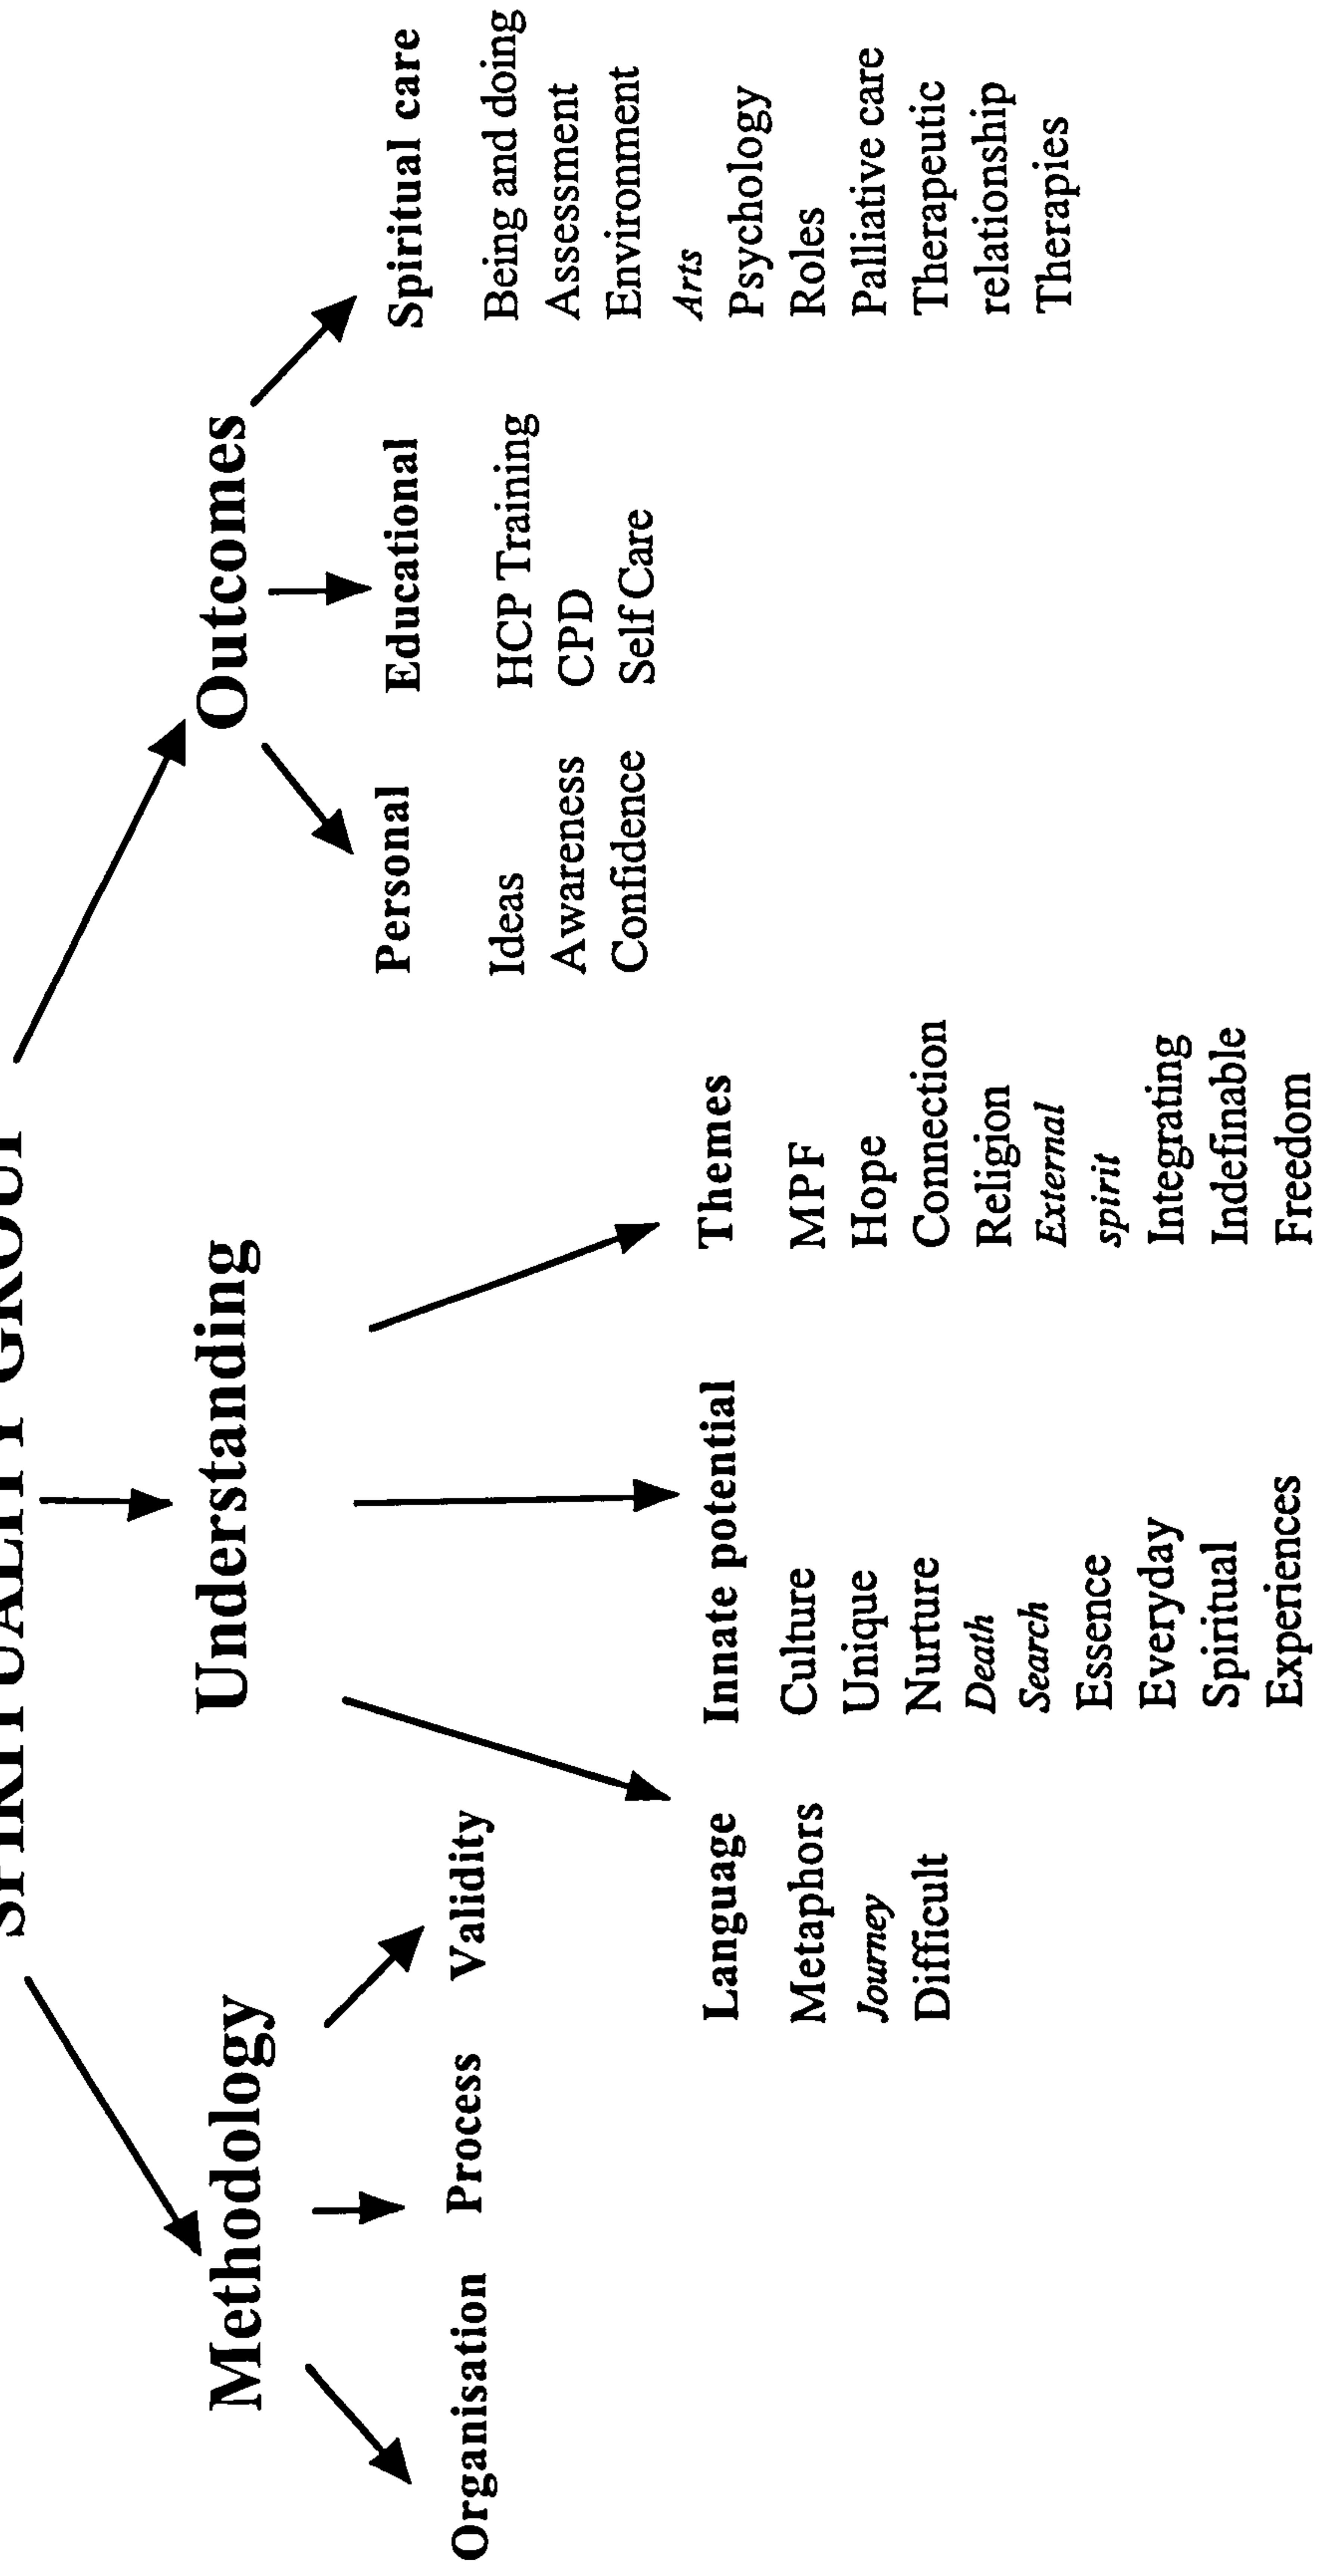 SPIRITUALITY GROUP
Methodology
Organisation
Process
Validity
Understanding
Language
Metaphors
Journey
Difficult
Innate potential
Culture
Unique
Nurture
Death
Search
Essence
Everyday
Spiritual
Experiences
Themes
MPF
Hope
Connection
Religion
External
spirit
Integrating
Indefinable
Freedom
Outcomes
Personal
Ideas
Awareness
Confidence
Educational
HCP Training
CPD
Self Care
Spiritual care
Being and doing
Assessment
Environment
Arts
Psychology
Roles
Palliative care
Therapeutic
relationship
Therapies